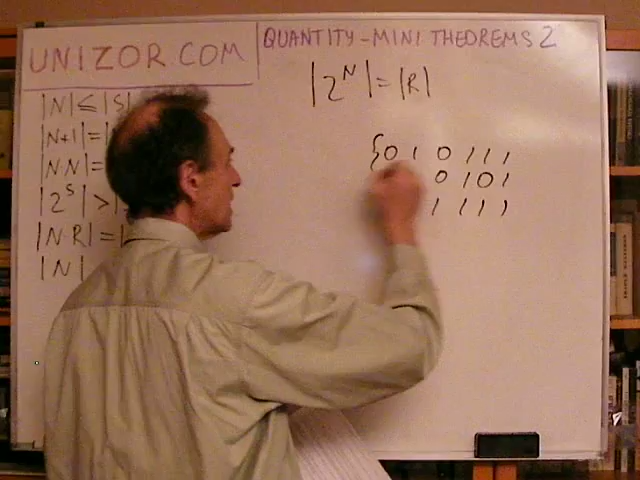 UNIZOR.COM
QUANTITY-MINI THEOREMS 2
|N| ≤ |S|
|N+1| =
|N·N| =
|2^S| >
|N·R| =
|N|
|2^N| = |R|
{0 1 0 1 1 1
0 1 0 1
1 1 1 1